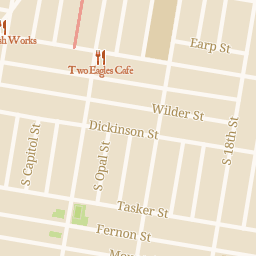 Earp St
sh Works
Two Eagles Cafe
Wilder St
Dickinson St
S Capitol St
S Opal St
S 18th St
Tasker St
Fernon St